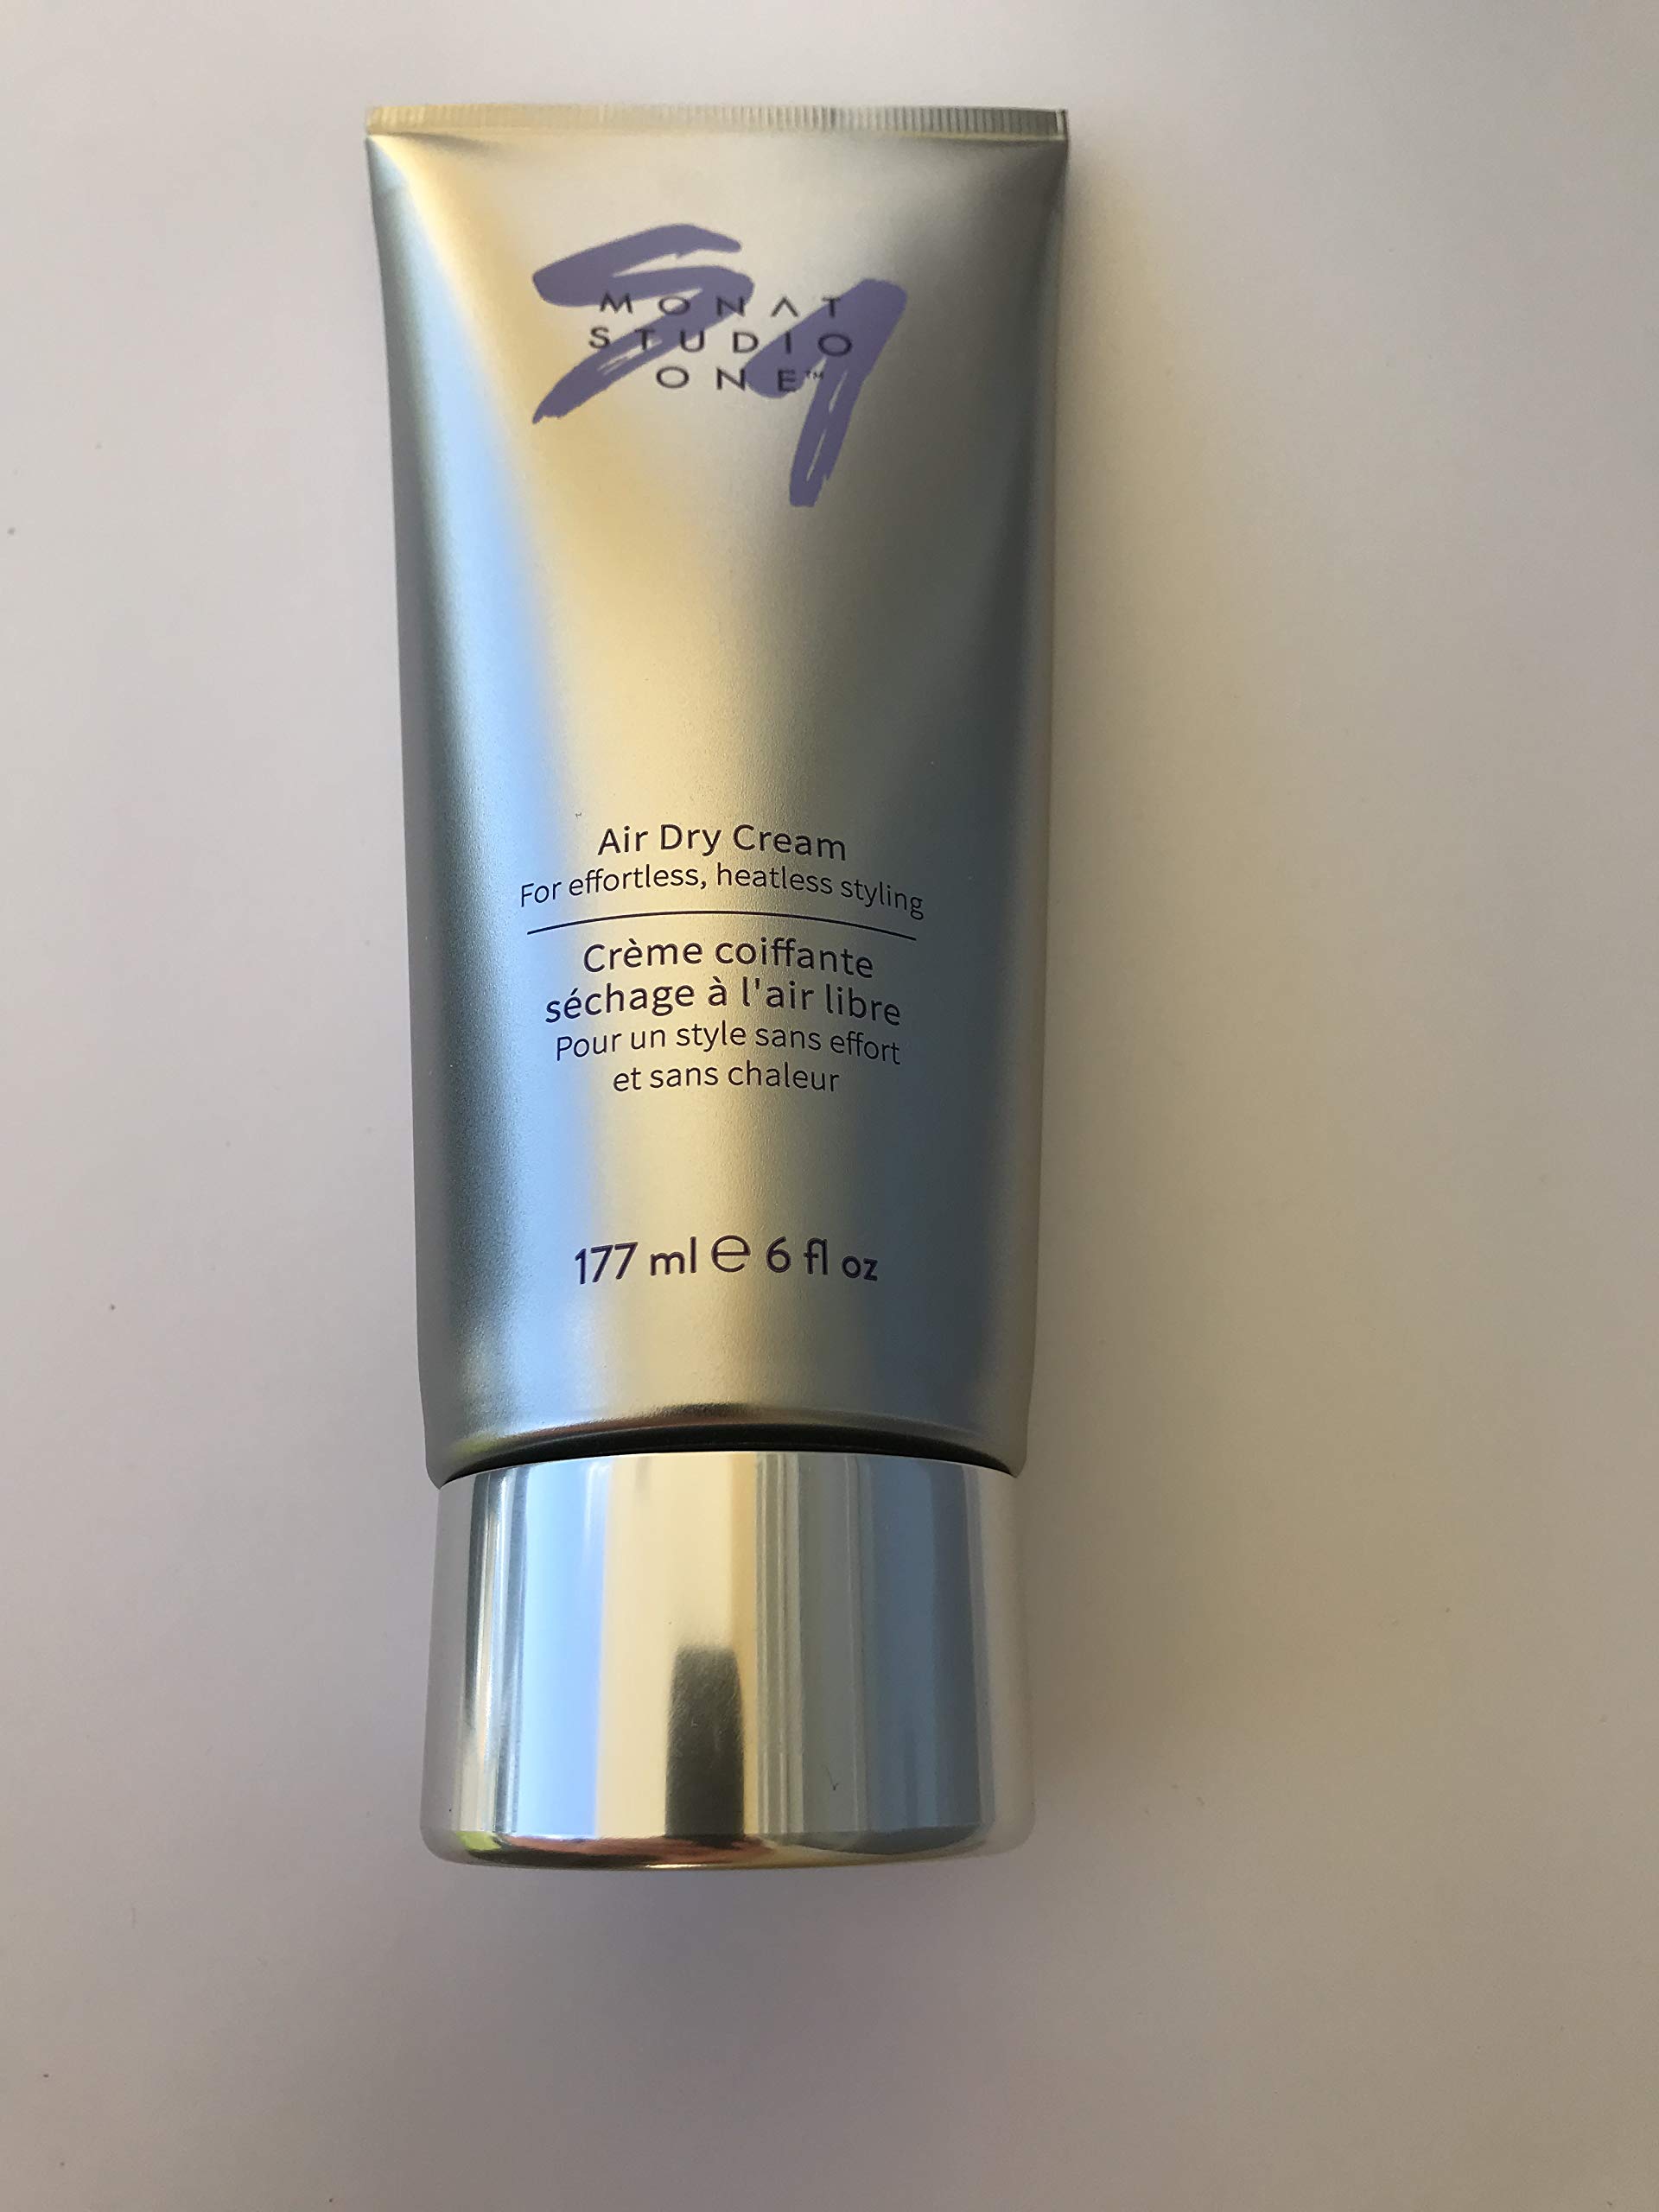 MONAT
STUDIO
ONE™
Air Dry Cream
For effortless, heatless styling
Crème coiffante
séchage à l'air libre
Pour un style sans effort
et sans chaleur
177 ml ℮ 6 fl oz